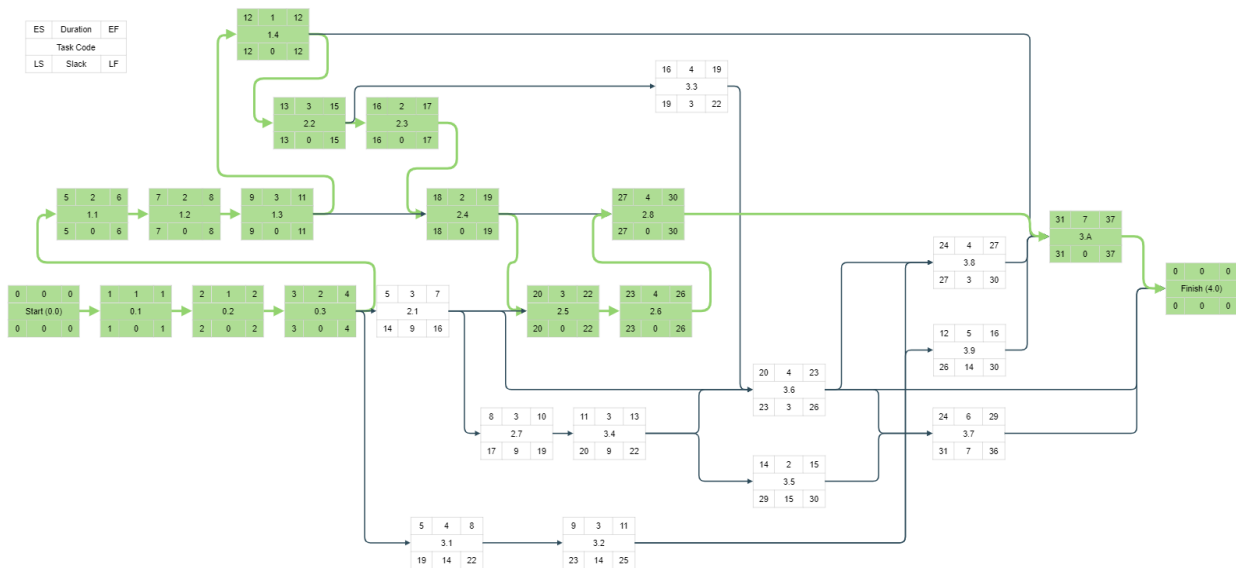 ES Duration EF
Task Code
LS Slack LF
12 1 12
1.4
12 0 12
16 4 19
3.3
19 3 22
13 3 15
2.2
13 0 15
16 2 17
2.3
16 0 17
5 2 6
1.1
5 0 6
7 2 8
1.2
7 0 8
9 3 11
1.3
9 0 11
18 2 19
2.4
18 0 19
27 4 30
2.8
27 0 30
31 7 37
3.A
31 0 37
24 4 27
3.8
27 3 30
0 0 0
Finish (4.0)
0 0 0
0 0 0
Start (0.0)
0 0 0
1 1 1
0.1
1 0 1
2 1 2
0.2
2 0 2
3 2 4
0.3
3 0 4
5 3 7
2.1
14 9 16
20 3 22
2.5
20 0 22
23 4 26
2.6
23 0 26
12 5 16
3.9
26 14 30
20 4 23
3.6
23 3 26
8 3 10
2.7
17 9 19
11 3 13
3.4
20 9 22
24 6 29
3.7
31 7 36
14 2 15
3.5
29 15 30
5 4 8
3.1
19 14 22
9 3 11
3.2
23 14 25